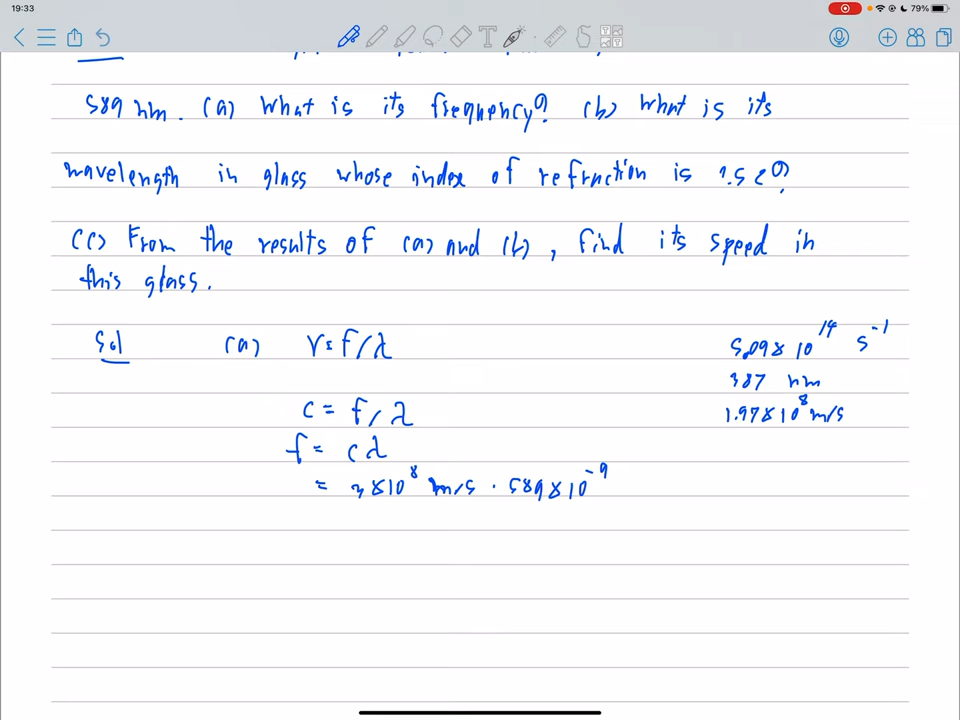 19:33
79%
589 nm. (a) What is its frequency? (b) What is its
wavelength in glass whose index of refraction is 1.52?
(c) From the results of (a) and (b), find its speed in
this glass.
Sol (a) v = f/λ
5.09×10^14 s^-1
387 nm
c = f/λ
1.97×10^8 m/s
f = cλ
= 3×10^8 m/s · 589×10^-9